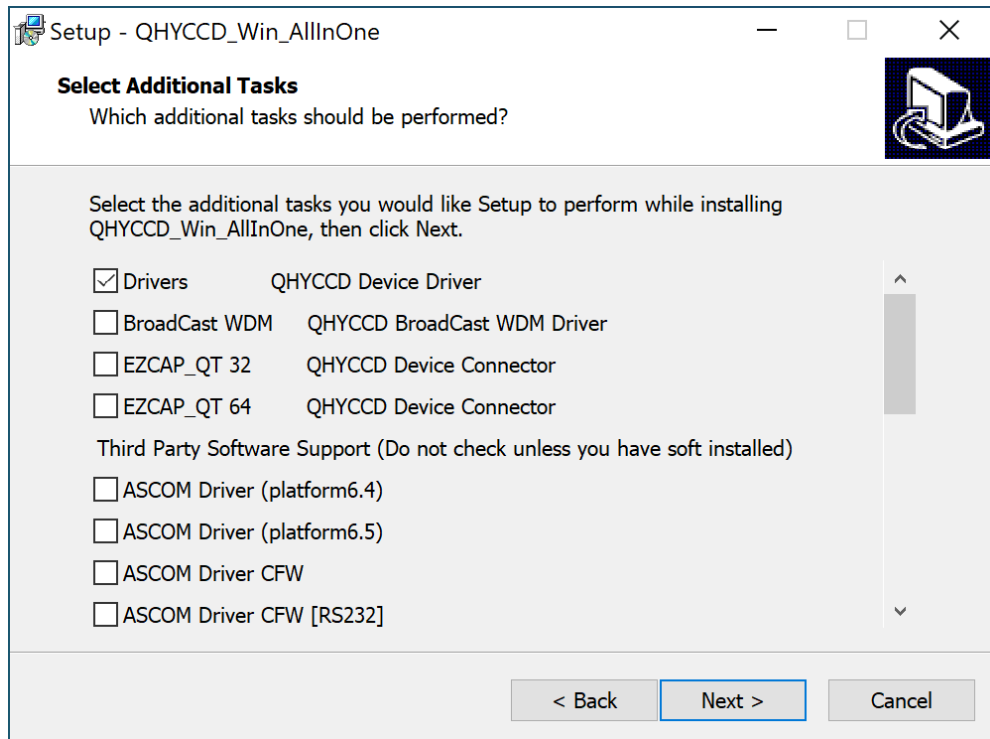 Setup - QHYCCD_Win_AllInOne
Select Additional Tasks
Which additional tasks should be performed?
Select the additional tasks you would like Setup to perform while installing
QHYCCD_Win_AllInOne, then click Next.
Drivers QHYCCD Device Driver
BroadCast WDM QHYCCD BroadCast WDM Driver
EZCAP_QT 32 QHYCCD Device Connector
EZCAP_QT 64 QHYCCD Device Connector
Third Party Software Support (Do not check unless you have soft installed)
ASCOM Driver (platform6.4)
ASCOM Driver (platform6.5)
ASCOM Driver CFW
ASCOM Driver CFW [RS232]
< Back Next > Cancel